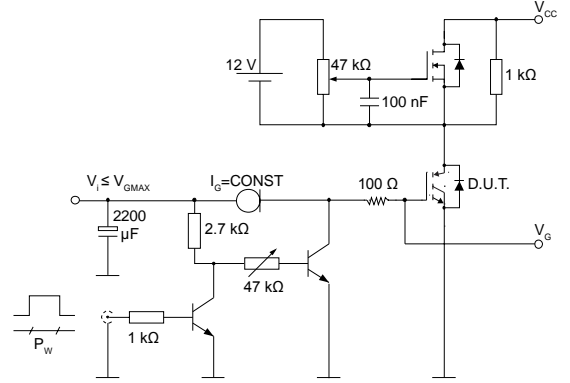 V_CC
12 V
47 kΩ
1 kΩ
100 nF
V_I ≤ V_GMAX
I_G=CONST
100 Ω
D.U.T.
2200
µF
2.7 kΩ
V_G
47 kΩ
1 kΩ
P_W